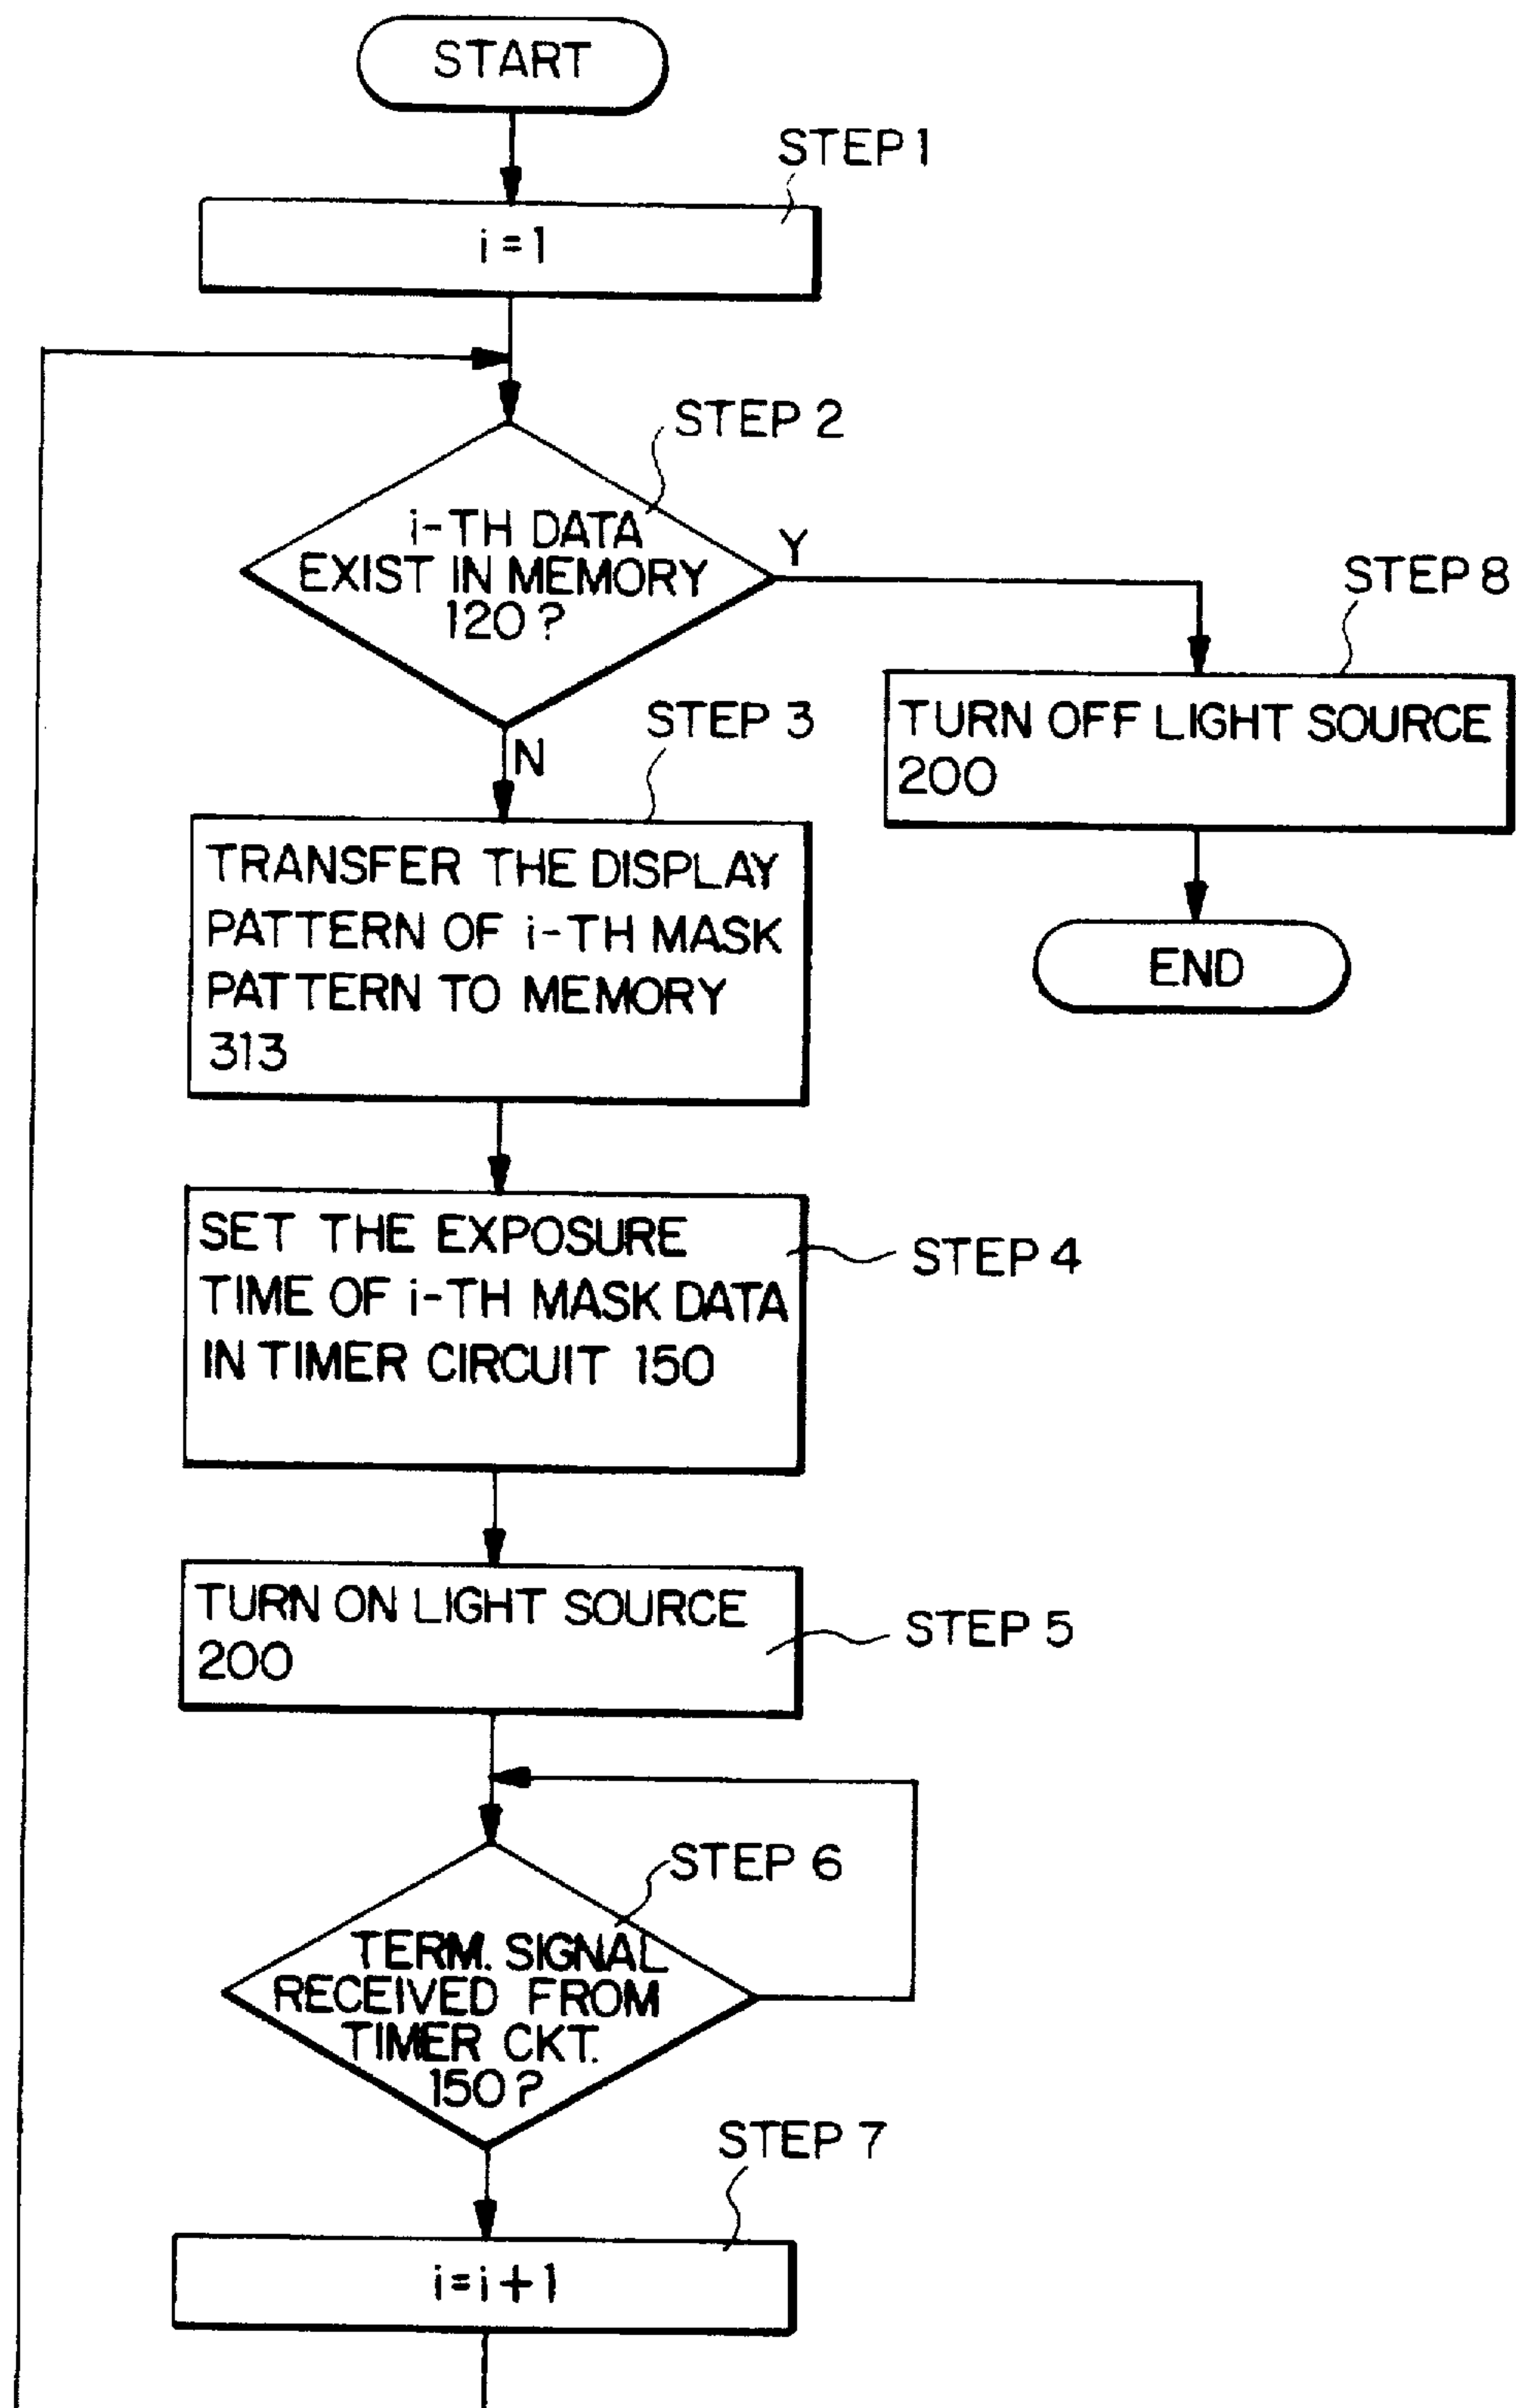 START
STEP 1
i=1
STEP 2
i-TH DATA
EXIST IN MEMORY
120?
Y
STEP 8
TURN OFF LIGHT SOURCE
200
END
N
STEP 3
TRANSFER THE DISPLAY
PATTERN OF i-TH MASK
PATTERN TO MEMORY
313
SET THE EXPOSURE
TIME OF i-TH MASK DATA
IN TIMER CIRCUIT 150
STEP 4
TURN ON LIGHT SOURCE
200
STEP 5
STEP 6
TERM. SIGNAL
RECEIVED FROM
TIMER CKT.
150?
STEP 7
i=i+1